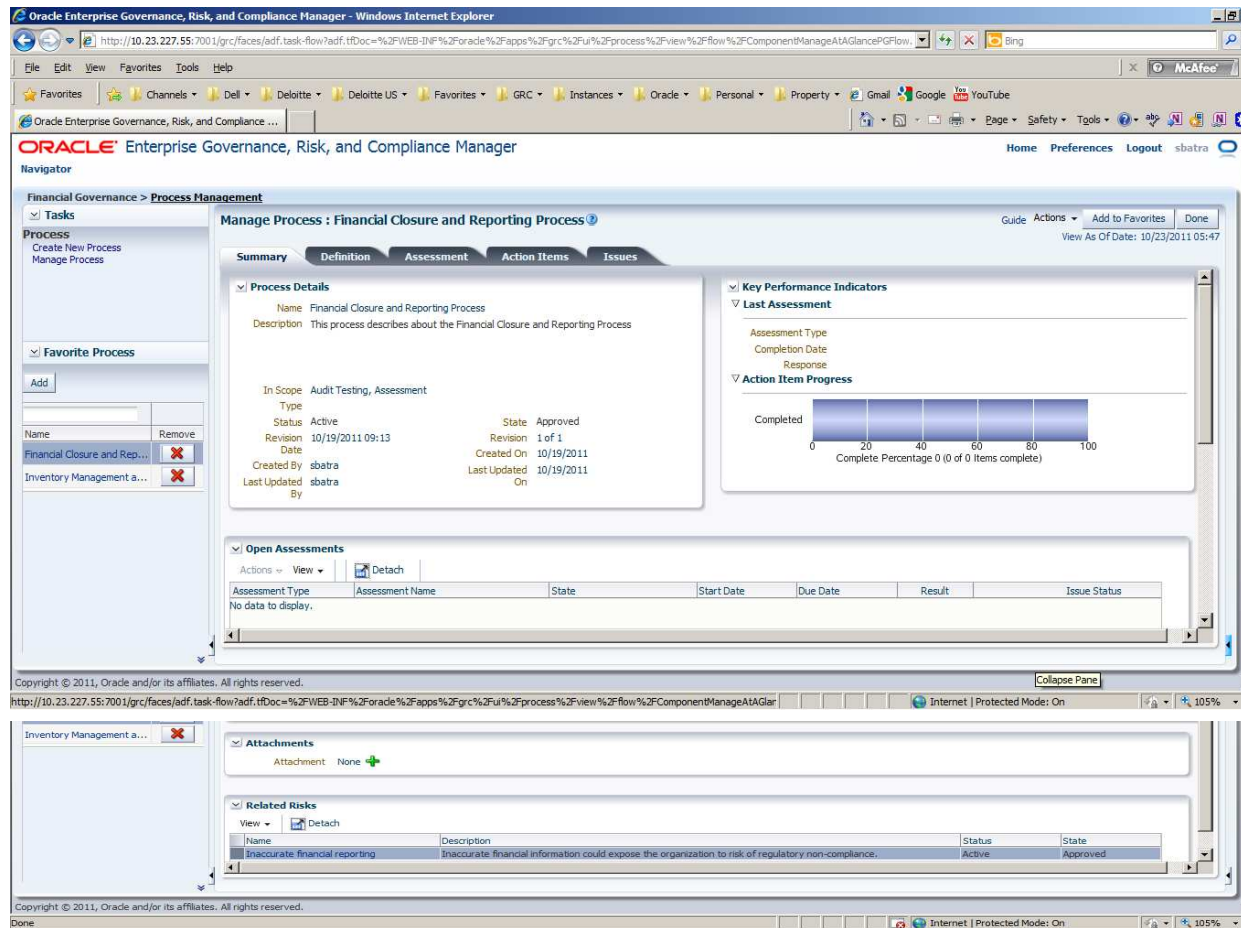 Oracle Enterprise Governance, Risk, and Compliance Manager - Windows Internet Explorer
http://10.23.227.55:7001/grc/faces/adf.task-flow?adf.tfDoc=%2FWEB-INF%2Foracle%2Fapps%2Fgrc%2Fui%2Fprocess%2Fview%2Fflow%2FComponentManageAtAGlancePGFlow. Bing
File Edit View Favorites Tools Help McAfee
Favorites Channels Dell Deloitte Deloitte US Favorites GRC Instances Oracle Personal Property Gmail Google YouTube
Oracle Enterprise Governance, Risk, and Compliance ... Page Safety Tools
ORACLE Enterprise Governance, Risk, and Compliance Manager Home Preferences Logout sbatra
Navigator
Financial Governance > Process Management
Tasks
Process
Create New Process
Manage Process
Favorite Process
Add
Name Remove
Financial Closure and Rep...
Inventory Management a...
Manage Process : Financial Closure and Reporting Process Guide Actions Add to Favorites Done
View As Of Date: 10/23/2011 05:47
Summary Definition Assessment Action Items Issues
Process Details
Name Financial Closure and Reporting Process
Description This process describes about the Financial Closure and Reporting Process
In Scope Audit Testing, Assessment
Type
Status Active State Approved
Revision Date 10/19/2011 09:13 Revision 1 of 1
Created On 10/19/2011
Created By sbatra
Last Updated On 10/19/2011
Last Updated By sbatra
Key Performance Indicators
Last Assessment
Assessment Type
Completion Date
Response
Action Item Progress
Completed
0 20 40 60 80 100
Complete Percentage 0 (0 of 0 Items complete)
Open Assessments
Actions View Detach
Assessment Type Assessment Name State Start Date Due Date Result Issue Status
No data to display.
Copyright © 2011, Oracle and/or its affiliates. All rights reserved.
Collapse Pane
http://10.23.227.55:7001/grc/faces/adf.task-flow?adf.tfDoc=%2FWEB-INF%2Foracle%2Fapps%2Fgrc%2Fui%2Fprocess%2Fview%2Fflow%2FComponentManageAtAGlar Internet | Protected Mode: On 105%
Inventory Management a...
Attachments
Attachment None
Related Risks
View Detach
Name Description Status State
Inaccurate financial reporting Inaccurate financial information could expose the organization to risk of regulatory non-compliance. Active Approved
Copyright © 2011, Oracle and/or its affiliates. All rights reserved.
Done Internet | Protected Mode: On 105%